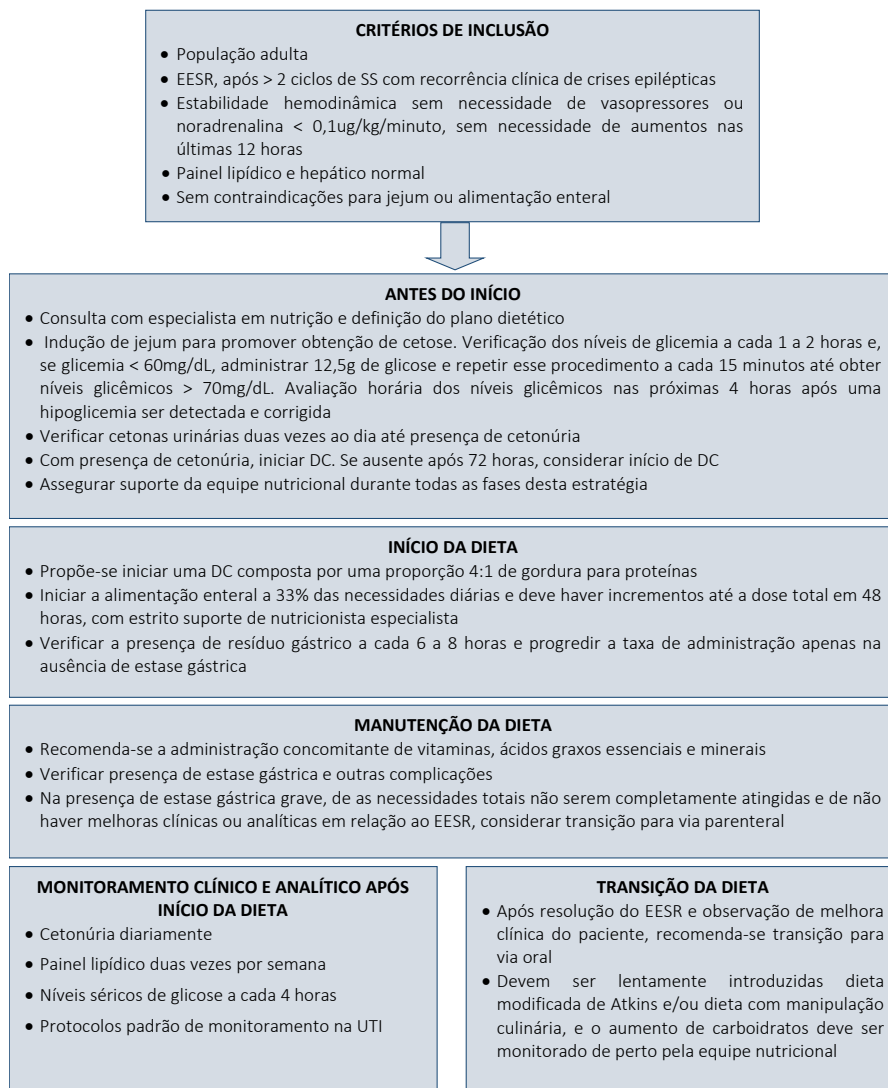 CRITÉRIOS DE INCLUSÃO
• População adulta
• EESR, após > 2 ciclos de SS com recorrência clínica de crises epilépticas
• Estabilidade hemodinâmica sem necessidade de vasopressores ou
noradrenalina < 0,1ug/kg/minuto, sem necessidade de aumentos nas
últimas 12 horas
• Painel lipídico e hepático normal
• Sem contraindicações para jejum ou alimentação enteral
ANTES DO INÍCIO
• Consulta com especialista em nutrição e definição do plano dietético
• Indução de jejum para promover obtenção de cetose. Verificação dos níveis de glicemia a cada 1 a 2 horas e,
se glicemia < 60mg/dL, administrar 12,5g de glicose e repetir esse procedimento a cada 15 minutos até obter
níveis glicêmicos > 70mg/dL. Avaliação horária dos níveis glicêmicos nas próximas 4 horas após uma
hipoglicemia ser detectada e corrigida
• Verificar cetonas urinárias duas vezes ao dia até presença de cetonúria
• Com presença de cetonúria, iniciar DC. Se ausente após 72 horas, considerar início de DC
• Assegurar suporte da equipe nutricional durante todas as fases desta estratégia
INÍCIO DA DIETA
• Propõe-se iniciar uma DC composta por uma proporção 4:1 de gordura para proteínas
• Iniciar a alimentação enteral a 33% das necessidades diárias e deve haver incrementos até a dose total em 48
horas, com estrito suporte de nutricionista especialista
• Verificar a presença de resíduo gástrico a cada 6 a 8 horas e progredir a taxa de administração apenas na
ausência de estase gástrica
MANUTENÇÃO DA DIETA
• Recomenda-se a administração concomitante de vitaminas, ácidos graxos essenciais e minerais
• Verificar presença de estase gástrica e outras complicações
• Na presença de estase gástrica grave, de as necessidades totais não serem completamente atingidas e de não
haver melhoras clínicas ou analíticas em relação ao EESR, considerar transição para via parenteral
MONITORAMENTO CLÍNICO E ANALÍTICO APÓS
INÍCIO DA DIETA
• Cetonúria diariamente
• Painel lipídico duas vezes por semana
• Níveis séricos de glicose a cada 4 horas
• Protocolos padrão de monitoramento na UTI
TRANSIÇÃO DA DIETA
• Após resolução do EESR e observação de melhora
clínica do paciente, recomenda-se transição para
via oral
• Devem ser lentamente introduzidas dieta
modificada de Atkins e/ou dieta com manipulação
culinária, e o aumento de carboidratos deve ser
monitorado de perto pela equipe nutricional